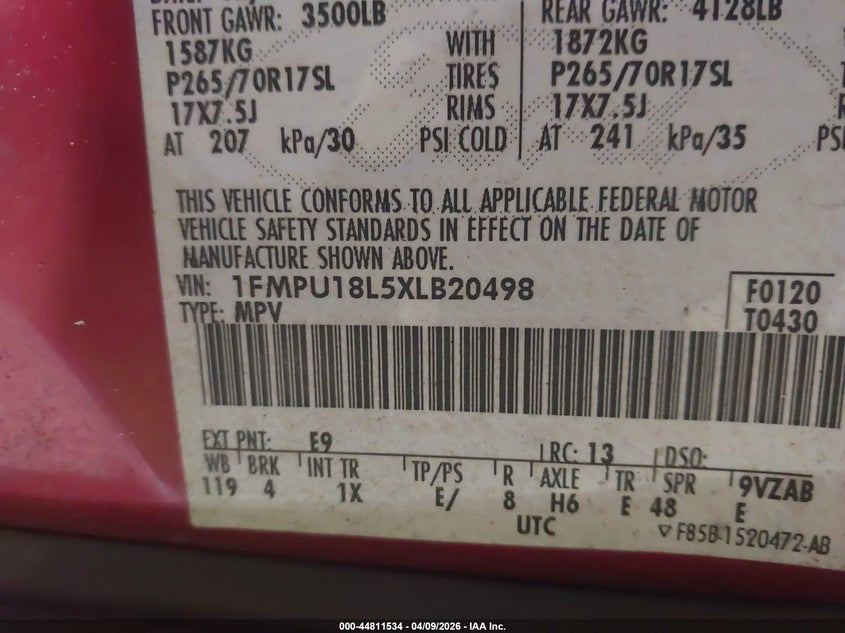 FRONT GAWR: 3500LB REAR GAWR: 4128LB
1587KG WITH 1872KG
P265/70R17SL TIRES P265/70R17SL
17X7.5J RIMS 17X7.5J
AT 207 kPa/30 PSI COLD AT 241 kPa/35 PSI
THIS VEHICLE CONFORMS TO ALL APPLICABLE FEDERAL MOTOR
VEHICLE SAFETY STANDARDS IN EFFECT ON THE DATE OF
MANUFACTURE SHOWN ABOVE.
VIN: 1FMPU18L5XLB20498 F0120
TYPE: MPV T0430
EXT PNT: E9 RC: 13 DSO:
WB BRK INT TR TP/PS R AXLE TR SPR 9VZAB
119 4 1X E/ 8 H6 E 48 E
UTC ▽ F85B-1520472-AB
000-44811534 - 04/09/2026 - IAA Inc.